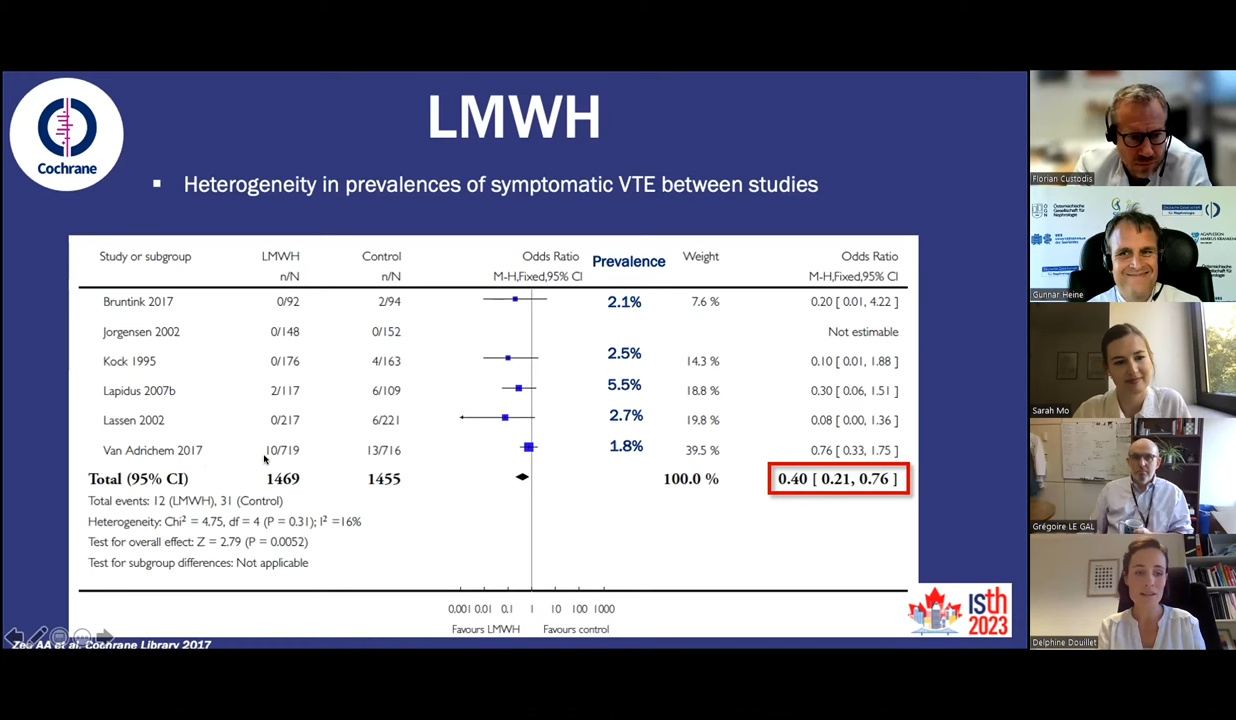 LMWH
Cochrane
▪ Heterogeneity in prevalences of symptomatic VTE between studies
Study or subgroup LMWH Control Odds Ratio Prevalence Weight Odds Ratio
n/N n/N M-H,Fixed,95% CI M-H,Fixed,95% CI
Bruntink 2017 0/92 2/94 2.1% 7.6 % 0.20 [ 0.01, 4.22 ]
Jorgensen 2002 0/148 0/152 Not estimable
Kock 1995 0/176 4/163 2.5% 14.3 % 0.10 [ 0.01, 1.88 ]
Lapidus 2007b 2/117 6/109 5.5% 18.8 % 0.30 [ 0.06, 1.51 ]
Lassen 2002 0/217 6/221 2.7% 19.8 % 0.08 [ 0.00, 1.36 ]
Van Adrichem 2017 10/719 13/716 1.8% 39.5 % 0.76 [ 0.33, 1.75 ]
Total (95% CI) 1469 1455 100.0 % 0.40 [ 0.21, 0.76 ]
Total events: 12 (LMWH), 31 (Control)
Heterogeneity: Chi² = 4.75, df = 4 (P = 0.31); I² =16%
Test for overall effect: Z = 2.79 (P = 0.0052)
Test for subgroup differences: Not applicable
0.001 0.01 0.1 1 10 100 1000
Favours LMWH Favours control
ISth
2023
AA et al. Cochrane Library 2017
Florian Custodis
Gunnar Heine
Sarah Mo
Grégoire LE GAL
Delphine Douillet